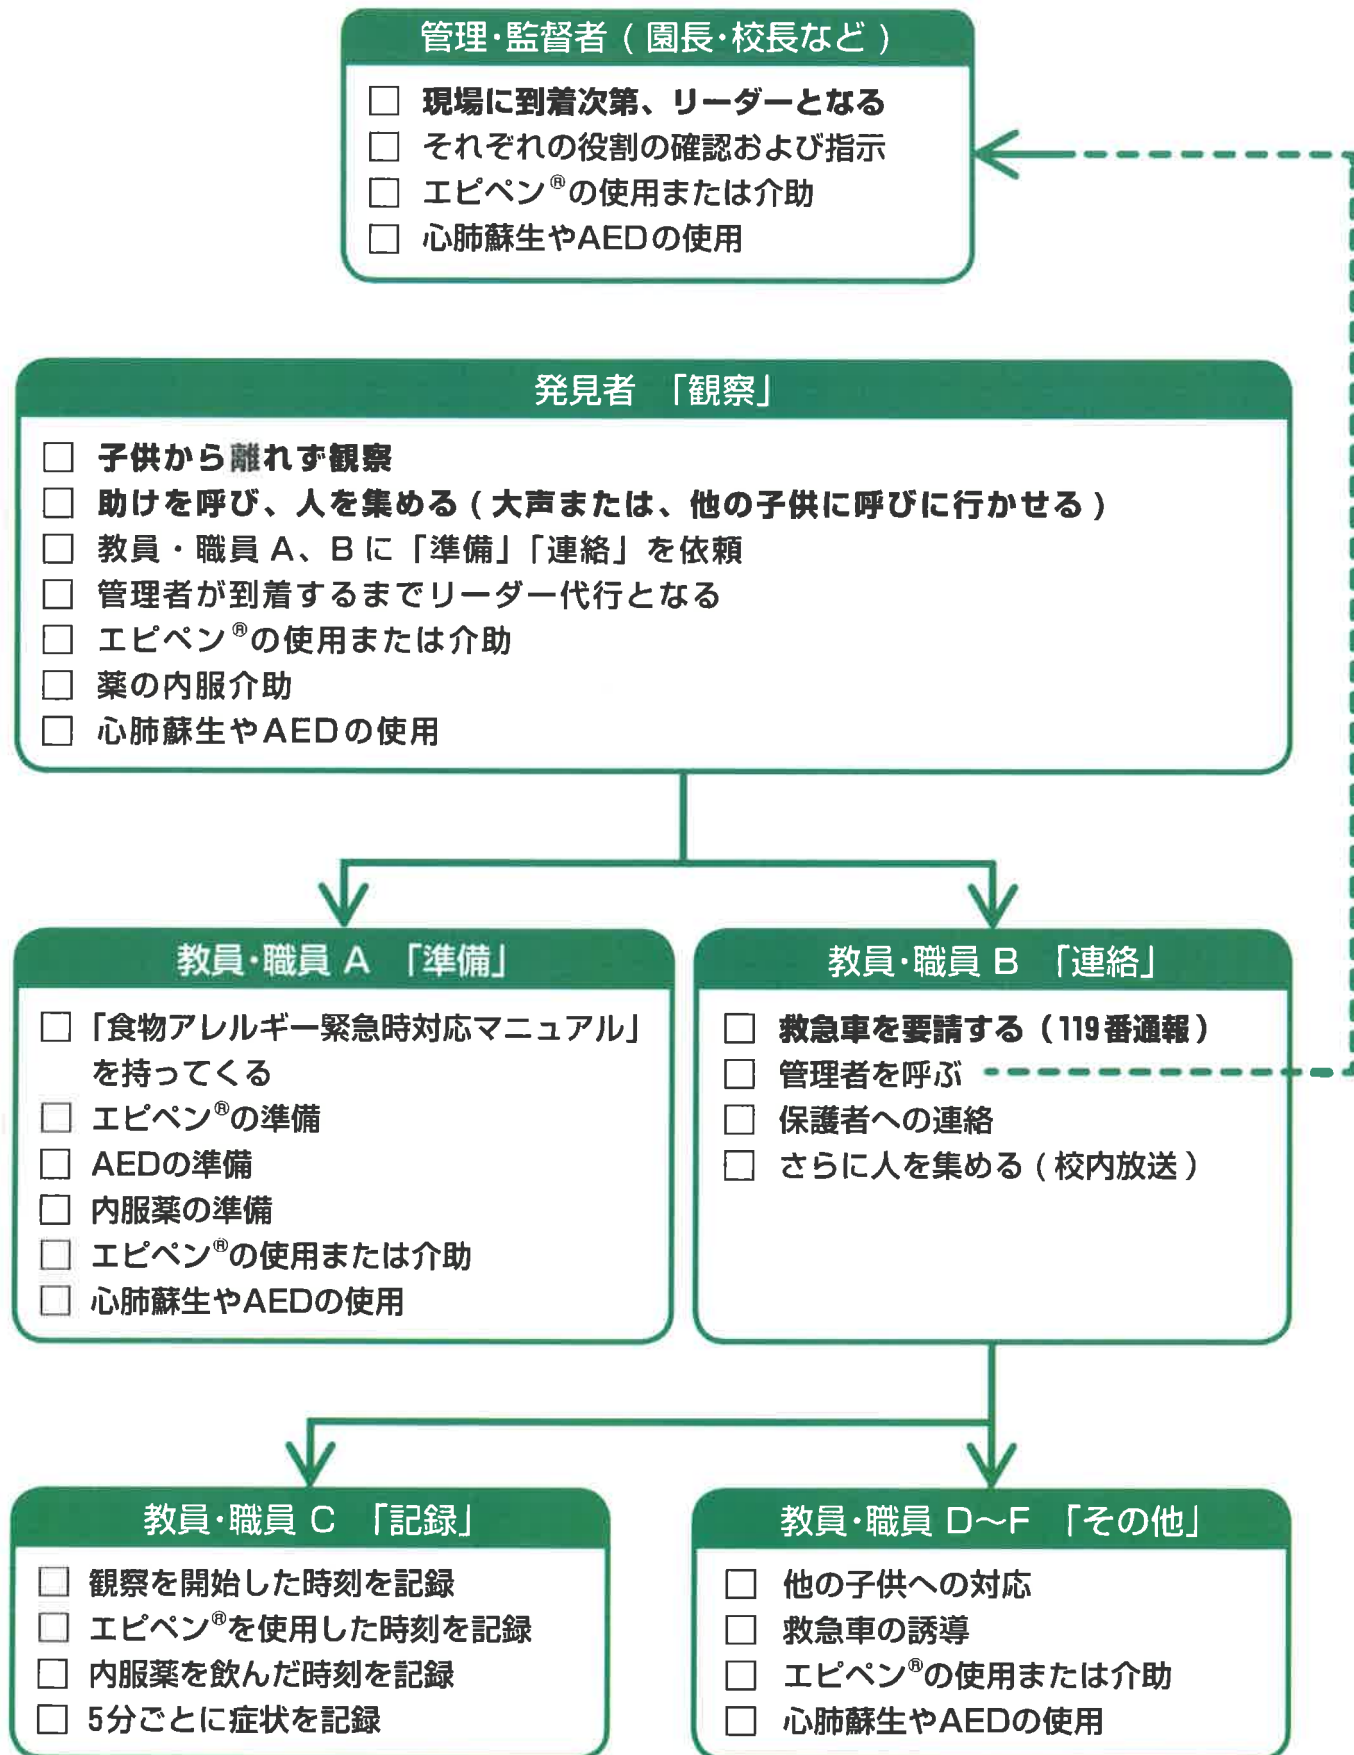 管理・監督者(園長・校長など)
□ 現場に到着次第、リーダーとなる
□ それぞれの役割の確認および指示
□ エピペン®の使用または介助
□ 心肺蘇生やAEDの使用
発見者 「観察」
□ 子供から離れず観察
□ 助けを呼び、人を集める(大声または、他の子供に呼びに行かせる)
□ 教員・職員 A、B に「準備」「連絡」を依頼
□ 管理者が到着するまでリーダー代行となる
□ エピペン®の使用または介助
□ 薬の内服介助
□ 心肺蘇生やAEDの使用
教員・職員 A 「準備」
□ 「食物アレルギー緊急時対応マニュアル」
を持ってくる
□ エピペン®の準備
□ AEDの準備
□ 内服薬の準備
□ エピペン®の使用または介助
□ 心肺蘇生やAEDの使用
教員・職員 B 「連絡」
□ 救急車を要請する(119番通報)
□ 管理者を呼ぶ
□ 保護者への連絡
□ さらに人を集める(校内放送)
教員・職員 C 「記録」
□ 観察を開始した時刻を記録
□ エピペン®を使用した時刻を記録
□ 内服薬を飲んだ時刻を記録
□ 5分ごとに症状を記録
教員・職員 D〜F 「その他」
□ 他の子供への対応
□ 救急車の誘導
□ エピペン®の使用または介助
□ 心肺蘇生やAEDの使用